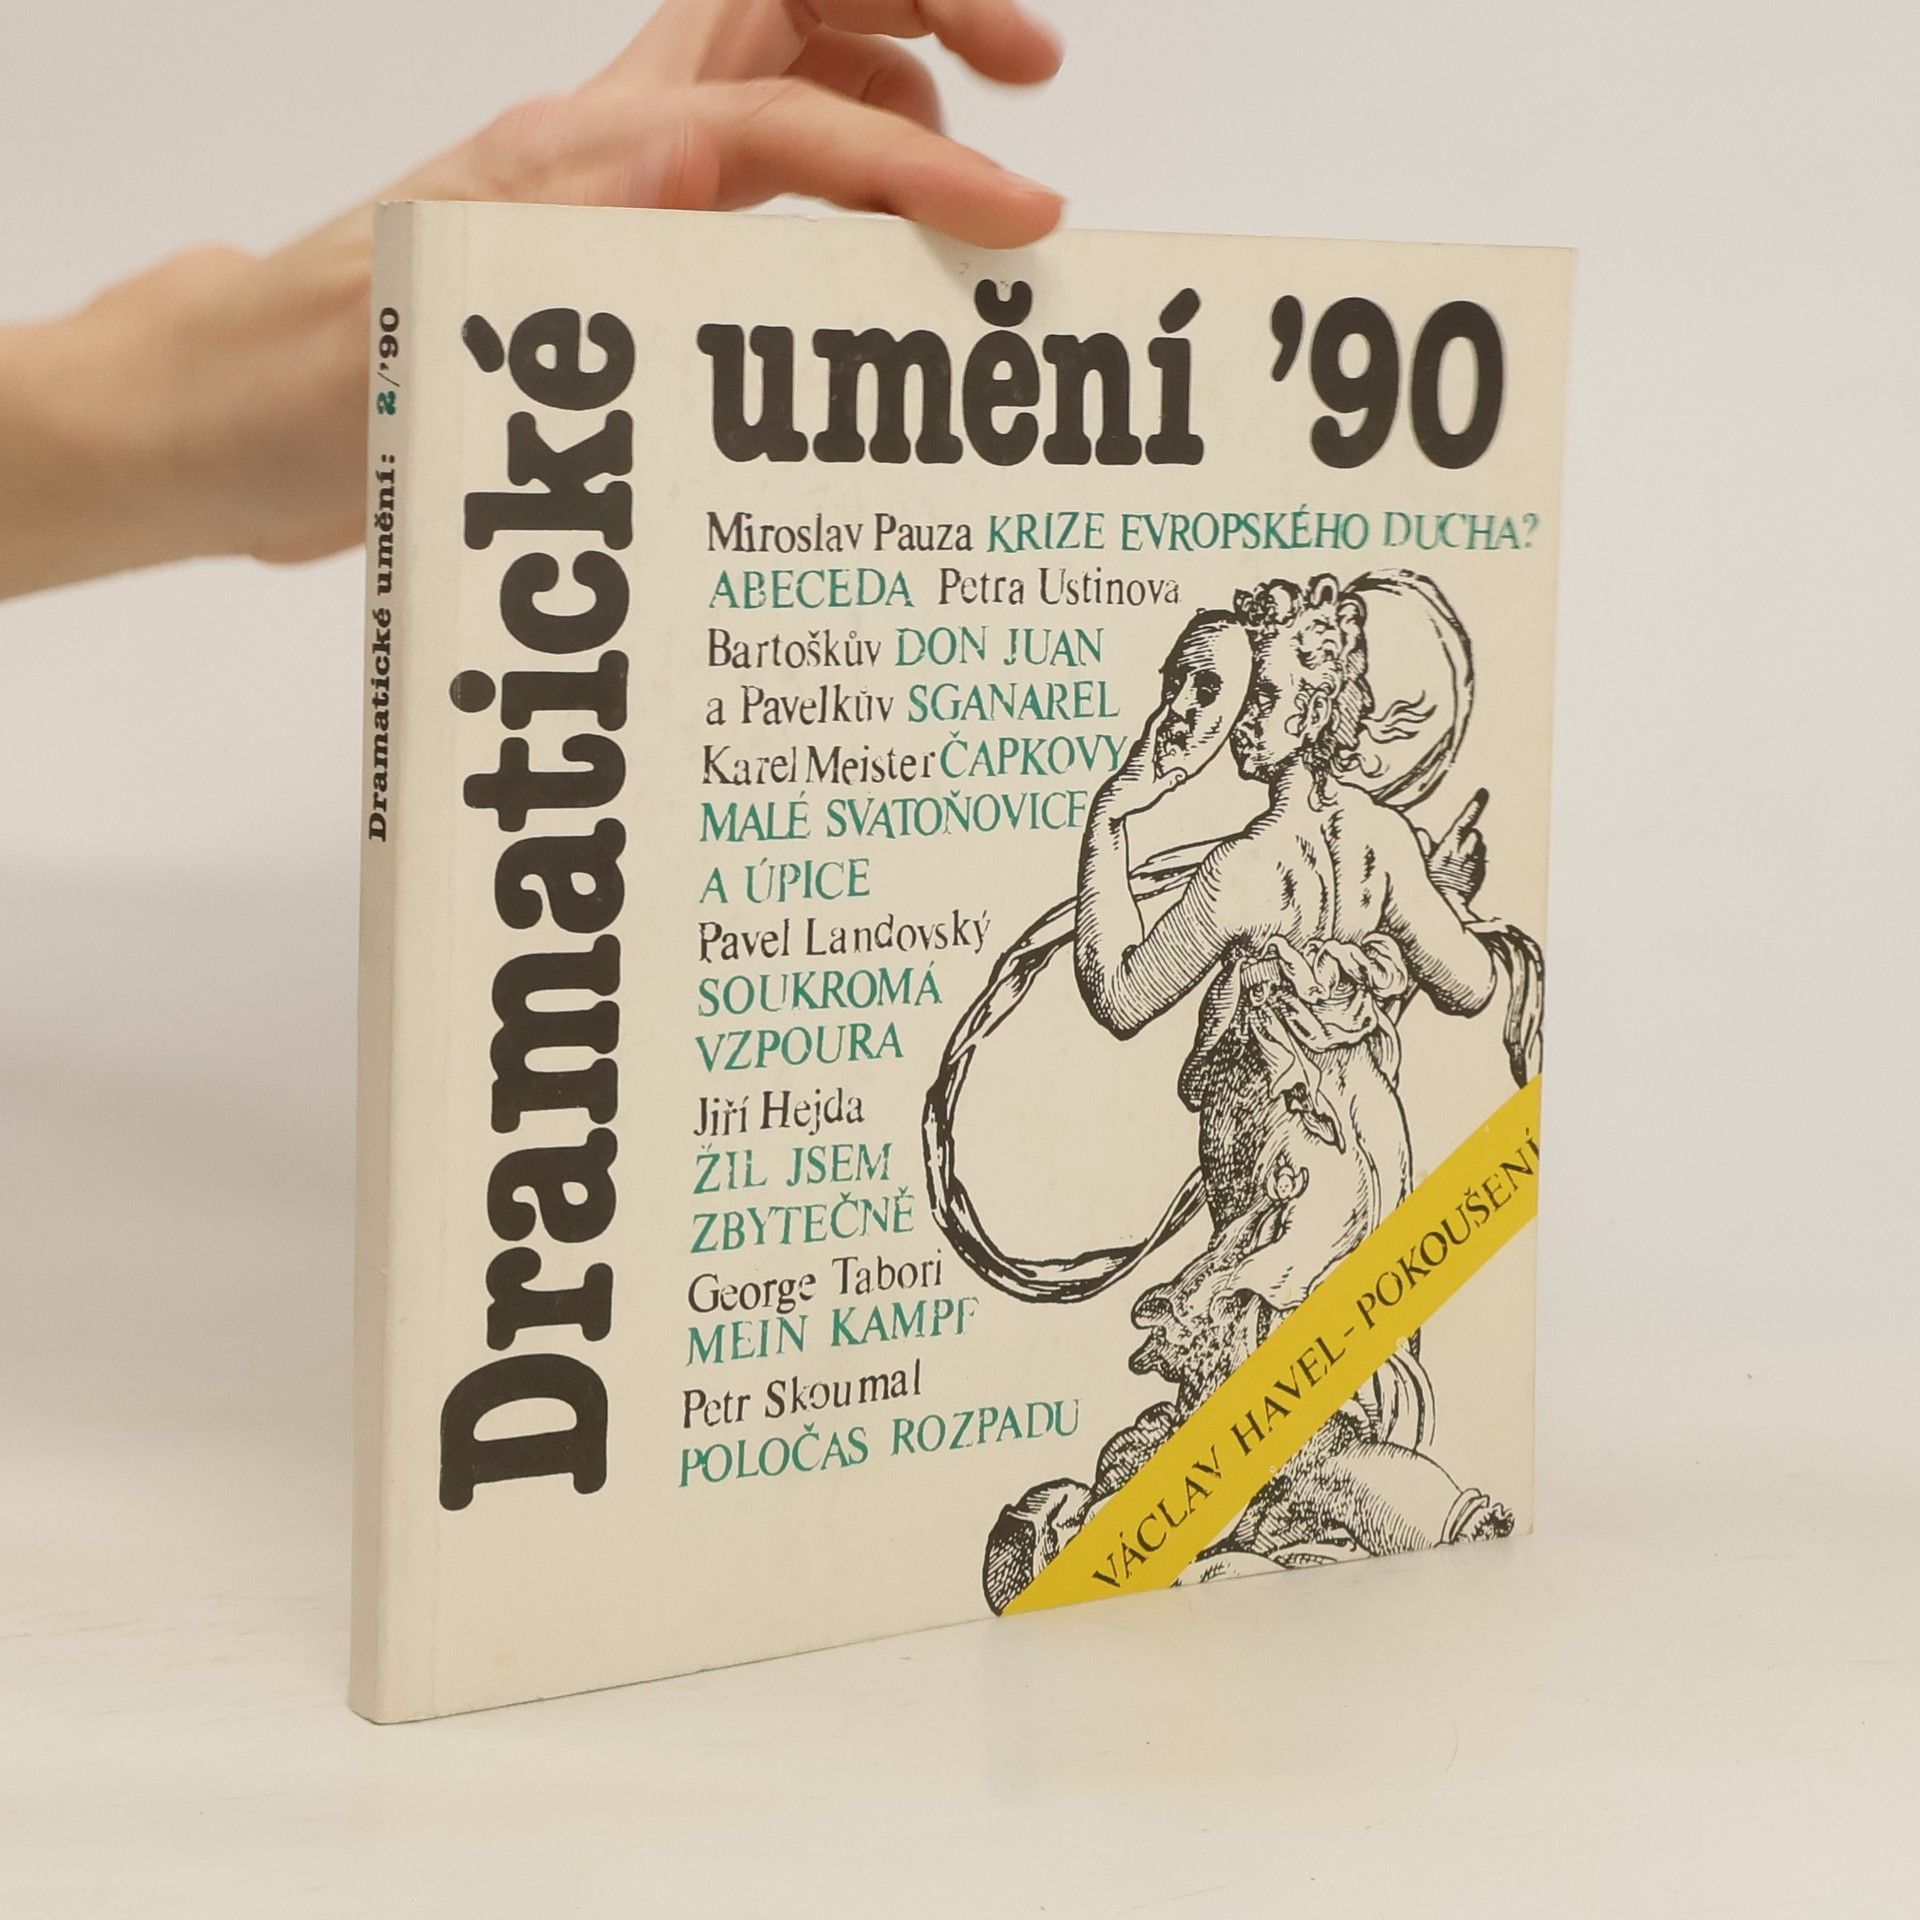 Dramatické umění: 2/'90
Dramatické
umění '90
Miroslav Pauza KRIZE EVROPSKÉHO DUCHA?
ABECEDA Petra Ustinova
Bartoškův DON JUAN
a Pavelkův SGANAREL
Karel Meister ČAPKOVY
MALÉ SVATOŇOVICE
A ÚPICE
Pavel Landovský
SOUKROMÁ
VZPOURA
Jiří Hejda
ŽIL JSEM
ZBYTEČNĚ
George Tabori
MEIN KAMPF
Petr Skoumal
POLOČAS ROZPADU
VÁCLAV HAVEL - POKOUŠENÍ